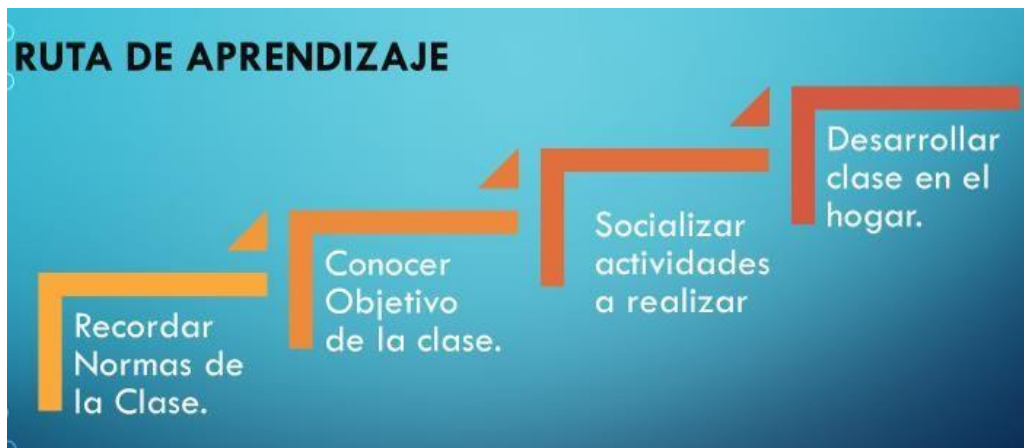 RUTA DE APRENDIZAJE
Recordar
Normas de
la Clase.
Conocer
Objetivo
de la clase.
Socializar
actividades
a realizar
Desarrollar
clase en el
hogar.